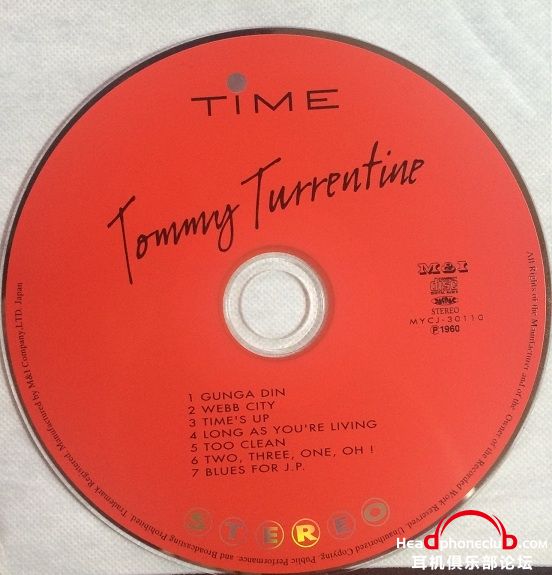 TiME
Tommy Turrentine
M&I
STEREO
MYCJ-30110
Ⓟ1960
1 GUNGA DIN
2 WEBB CITY
3 TIME'S UP
4 LONG AS YOU'RE LIVING
5 TOO CLEAN
6 TWO, THREE, ONE, OH !
7 BLUES FOR J.P.
STEREO
All Rights of the Manufacturer and of the Owner of the Recorded Work Reserved. Unauthorized Copying, Public Performance, and Broadcasting Prohibited. Trademark Registered. Manufactured by M&I Company,LTD. Japan
Headphoneclub.com
耳机俱乐部论坛